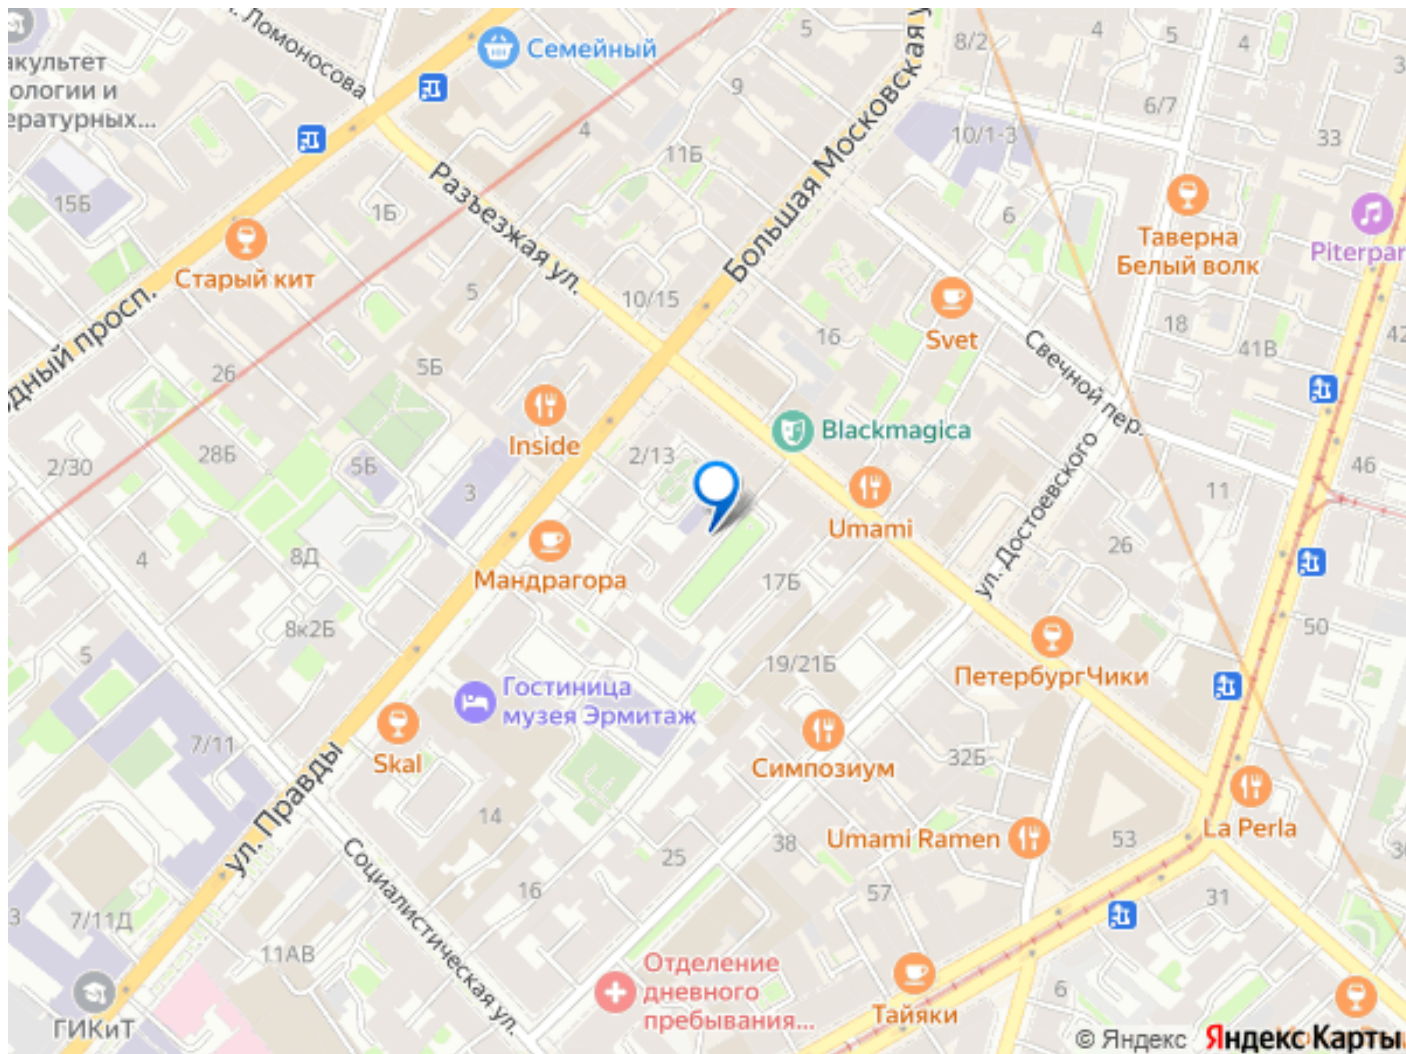 Ломоносова
Семейный
акультет
ологии и
ературных...
15Б
4
5
9
11Б
1Б
Большая Московская у
8/2
4
5
4
3
6/7
10/1-3
33
6
Разъезжая ул.
Старый кит
5
10/15
16
Svet
Таверна
Белый волк
Piterpar
18
41В
42
Свечной пер.
дный просп.
26
5Б
Inside
2/13
Blackmagica
2/30
28Б
5Б
3
Umami
ул. Достоевского
11
46
26
4
8Д
Мандрагора
17Б
8к2Б
5
19/21Б
ПетербургЧики
50
Гостиница
музея Эрмитаж
7/11
Skal
Симпозиум
32Б
ул. Правды
14
La Perla
Umami Ramen
53
38
25
57
16
31
30
Социалистическая ул.
3
7/11Д
11АВ
ГИКиТ
Отделение
дневного
пребывания...
Тайяки
6
© Яндекс
Яндекс Карты